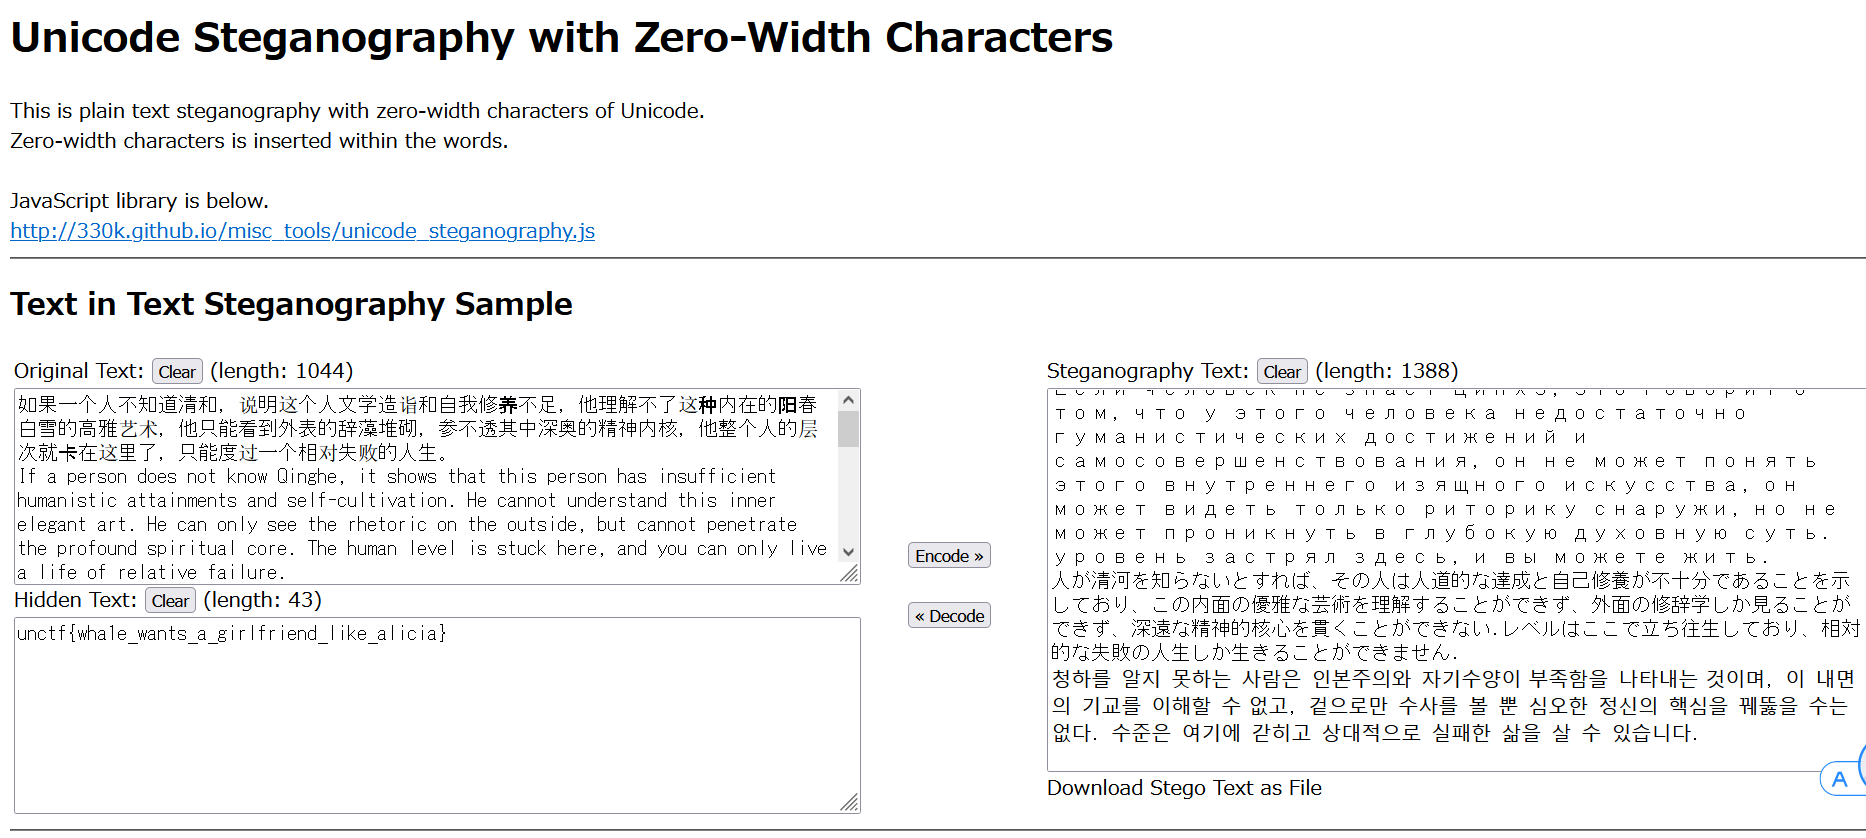 Unicode Steganography with Zero-Width Characters
This is plain text steganography with zero-width characters of Unicode.
Zero-width characters is inserted within the words.
JavaScript library is below.
http://330k.github.io/misc_tools/unicode_steganography.js
Text in Text Steganography Sample
Original Text: Clear (length: 1044)
如果一个人不知道清和，说明这个人文学造诣和自我修养不足，他理解不了这种内在的阳春
白雪的高雅艺术，他只能看到外表的辞藻堆砌，参不透其中深奥的精神内核，他整个人的层
次就卡在这里了，只能度过一个相对失败的人生。
If a person does not know Qinghe, it shows that this person has insufficient
humanistic attainments and self-cultivation. He cannot understand this inner
elegant art. He can only see the rhetoric on the outside, but cannot penetrate
the profound spiritual core. The human level is stuck here, and you can only live
a life of relative failure.
Hidden Text: Clear (length: 43)
unctf{wha1e_wants_a_girlfriend_like_alicia}
Encode »
« Decode
Steganography Text: Clear (length: 1388)
Если человек не знает Цинхэ, это говорит о
том, что у этого человека недостаточно
гуманистических достижений и
самосовершенствования, он не может понять
этого внутреннего изящного искусства, он
может видеть только риторику снаружи, но не
может проникнуть в глубокую духовную суть.
уровень застрял здесь, и вы можете жить.
人が清河を知らないとすれば、その人は人道的な達成と自己修養が不十分であることを示
しており、この内面の優雅な芸術を理解することができず、外面の修辞学しか見ることが
できず、深遠な精神的核心を貫くことができない.レベルはここで立ち往生しており、相対
的な失敗の人生しか生きることができません.
청하를 알지 못하는 사람은 인본주의와 자기수양이 부족함을 나타내는 것이며, 이 내면
의 기교를 이해할 수 없고, 겉으로만 수사를 볼 뿐 심오한 정신의 핵심을 꿰뚫을 수는
없다. 수준은 여기에 갇히고 상대적으로 실패한 삶을 살 수 있습니다.
Download Stego Text as File
A